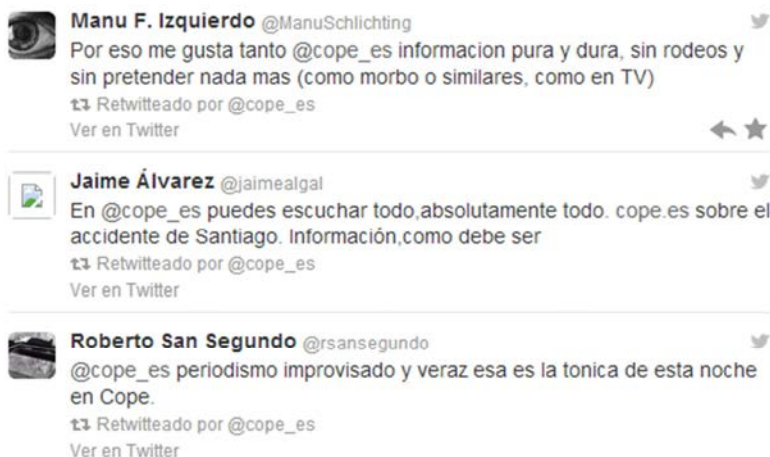 Manu F. Izquierdo @ManuSchlichting
Por eso me gusta tanto @cope_es informacion pura y dura, sin rodeos y
sin pretender nada mas (como morbo o similares, como en TV)
Retwitteado por @cope_es
Ver en Twitter
Jaime Álvarez @jaimealgal
En @cope_es puedes escuchar todo,absolutamente todo. cope.es sobre el
accidente de Santiago. Información,como debe ser
Retwitteado por @cope_es
Ver en Twitter
Roberto San Segundo @rsansegundo
@cope_es periodismo improvisado y veraz esa es la tonica de esta noche
en Cope.
Retwitteado por @cope_es
Ver en Twitter